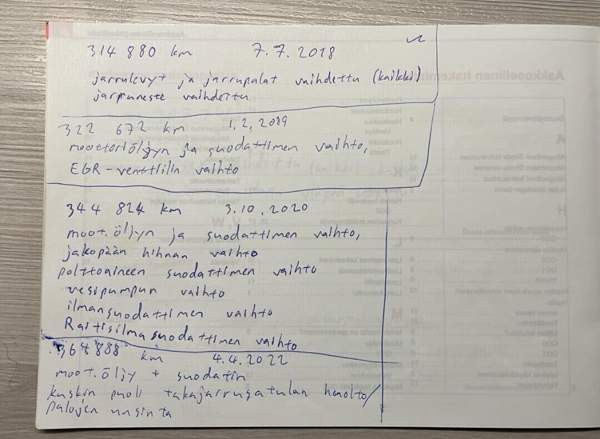 314 880 km 7.7.2018
jarrulevyt ja jarrupalat vaihdettu (kaikki)
jarruneste vaihdettu
322 672 km 1.2.2019
moottoriöljyn ja suodattimen vaihto,
EGR-venttiilin vaihto
344 824 km 3.10.2020
moot.öljyn ja suodattimen vaihto,
jakopään hihnan vaihto
polttoaineen suodattimen vaihto
vesipumpun vaihto
ilmansuodattimen vaihto
Raitisilmasuodattimen vaihto
364 888 km 4.4.2022
moot.öljy + suodatin
kuskin puoli takajarrusatulan huolto/
palojen uusinta